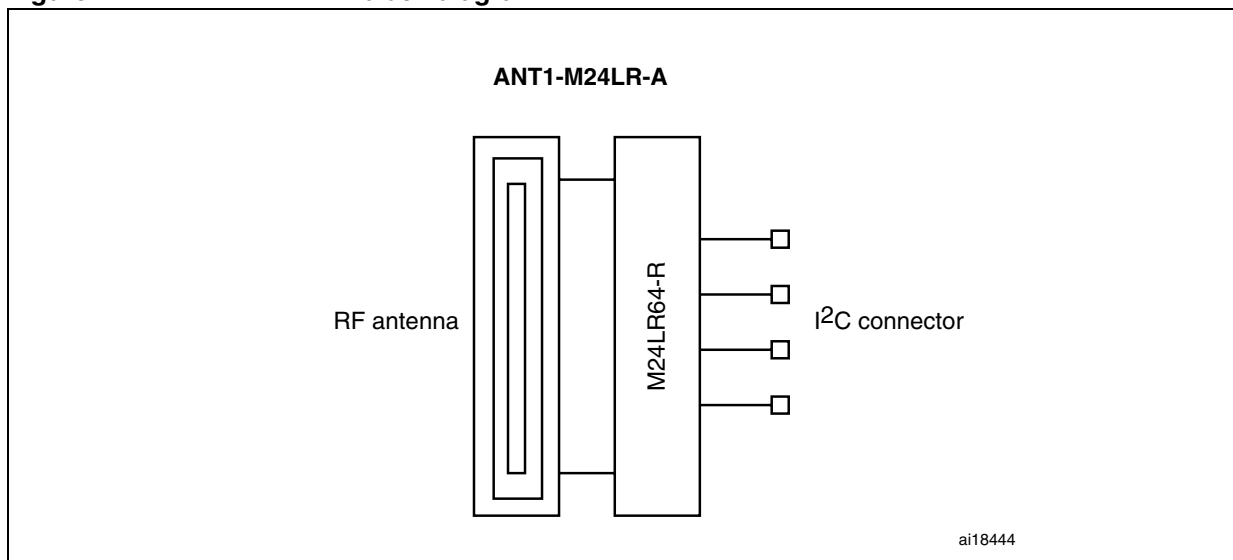 ANT1-M24LR-A
RF antenna
M24LR64-R
I2C connector
ai18444